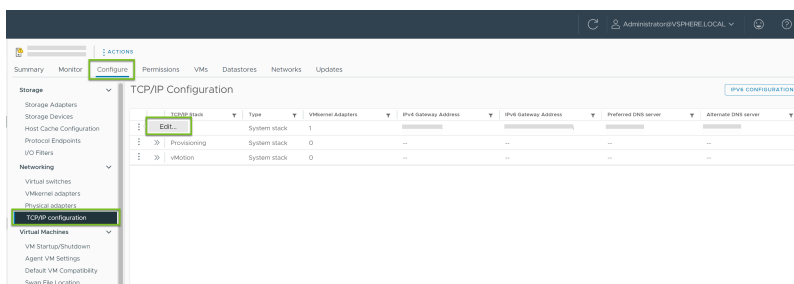 Administrator@VSPHERE.LOCAL
ACTIONS
Summary Monitor Configure Permissions VMs Datastores Networks Updates
Storage
Storage Adapters
Storage Devices
Host Cache Configuration
Protocol Endpoints
I/O Filters
Networking
Virtual switches
VMkernel adapters
Physical adapters
TCP/IP configuration
Virtual Machines
VM Startup/Shutdown
Agent VM Settings
Default VM Compatibility
Swap File Location
TCP/IP Configuration
IPV6 CONFIGURATION
TCP/IP Stack Type VMkernel Adapters IPv4 Gateway Address IPv6 Gateway Address Preferred DNS server Alternate DNS server
Edit... System stack 1
Provisioning System stack 0 -- -- -- --
vMotion System stack 0 -- -- -- --